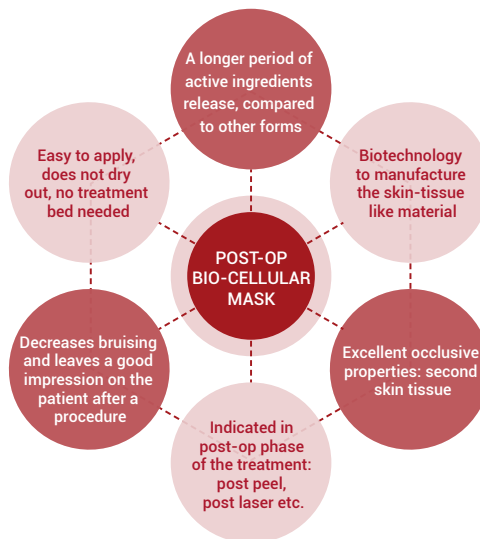 A longer period of
active ingredients
release, compared
to other forms
Easy to apply,
does not dry
out, no treatment
bed needed
Biotechnology
to manufacture
the skin-tissue
like material
POST-OP
BIO-CELLULAR
MASK
Decreases bruising
and leaves a good
impression on the
patient after a
procedure
Excellent occlusive
properties: second
skin tissue
Indicated in
post-op phase
of the treatment:
post peel,
post laser etc.